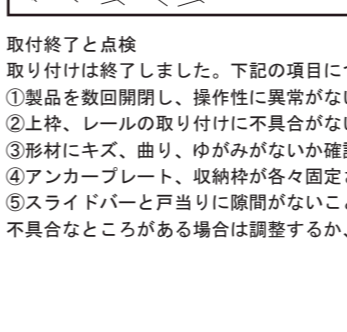 取付終了と点検
取り付けは終了しました。下記の項目に
①製品を数回開閉し、操作性に異常がな
②上枠、レールの取り付けに不具合がな
③形材にキズ、曲り、ゆがみがないか確
④アンカープレート、収納枠が各々固定
⑤スライドバーと戸当りに隙間がないこ
不具合なところがある場合は調整するか、